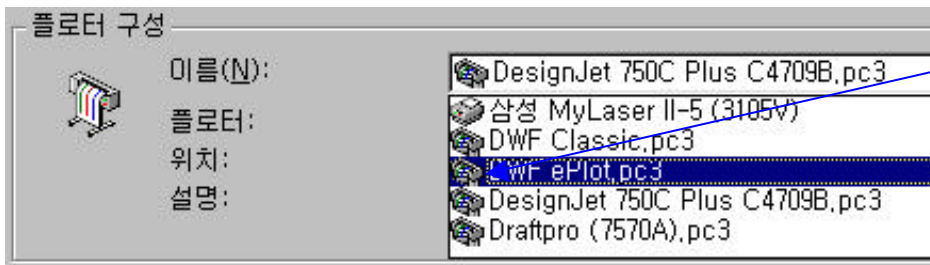 플로터 구성
이름(N):
DesignJet 750C Plus C4709B.pc3
삼성 MyLaser II-5 (3105V)
플로터:
DWF Classic.pc3
위치:
DWF ePlot.pc3
설명:
DesignJet 750C Plus C4709B.pc3
Draftpro (7570A).pc3